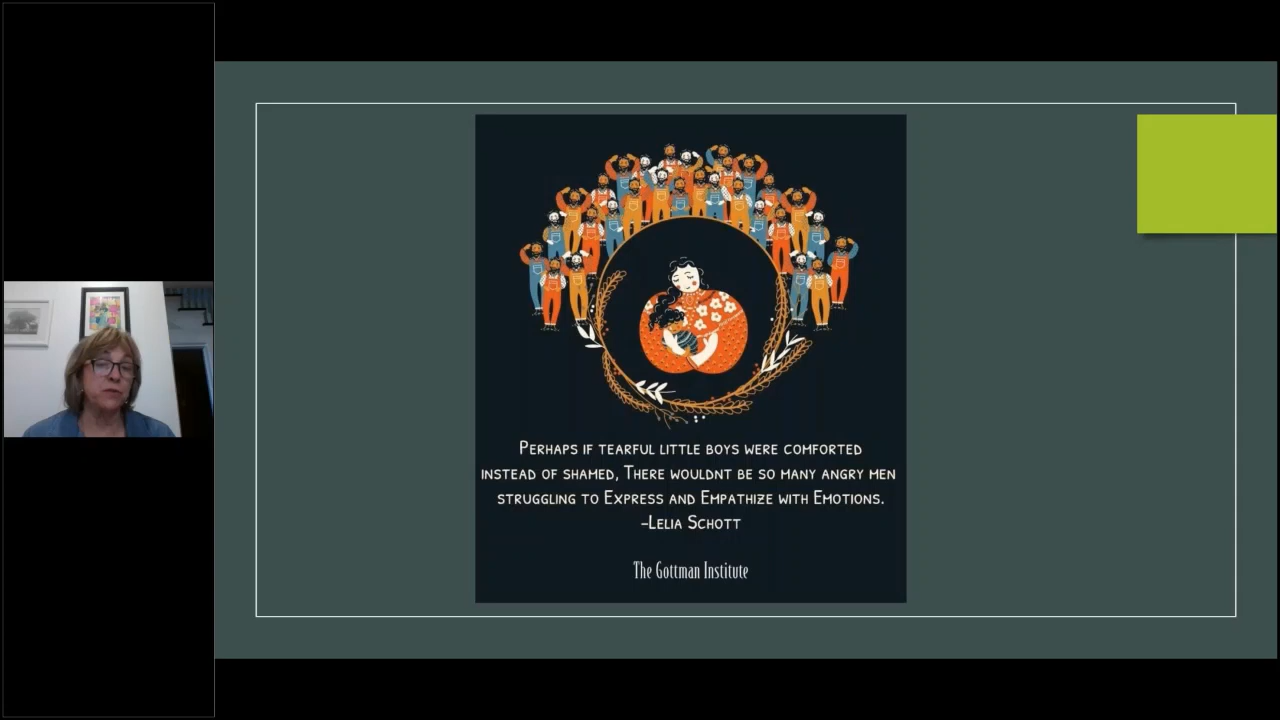 PERHAPS IF TEARFUL LITTLE BOYS WERE COMFORTED
INSTEAD OF SHAMED, THERE WOULDNT BE SO MANY ANGRY MEN
STRUGGLING TO EXPRESS AND EMPATHIZE WITH EMOTIONS.
-LELIA SCHOTT
The Gottman Institute